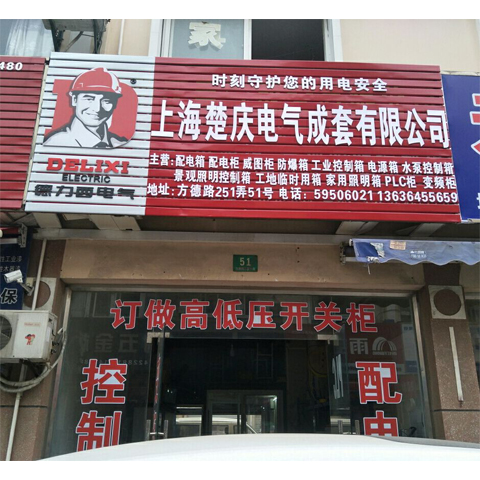 480
时刻守护您的用电安全
上海楚庆电气成套有限公司
DELIXI
ELECTRIC
德力西电气
主营:配电箱 配电柜 威图柜 防爆箱 工业控制箱 电源箱 水泵控制箱
景观照明控制箱 工地临时用箱 家用照明箱 PLC柜 变频柜
地址:方德路251弄51号 电话:59506021 13636455659
51
保
订做高低压开关柜
控制
配电